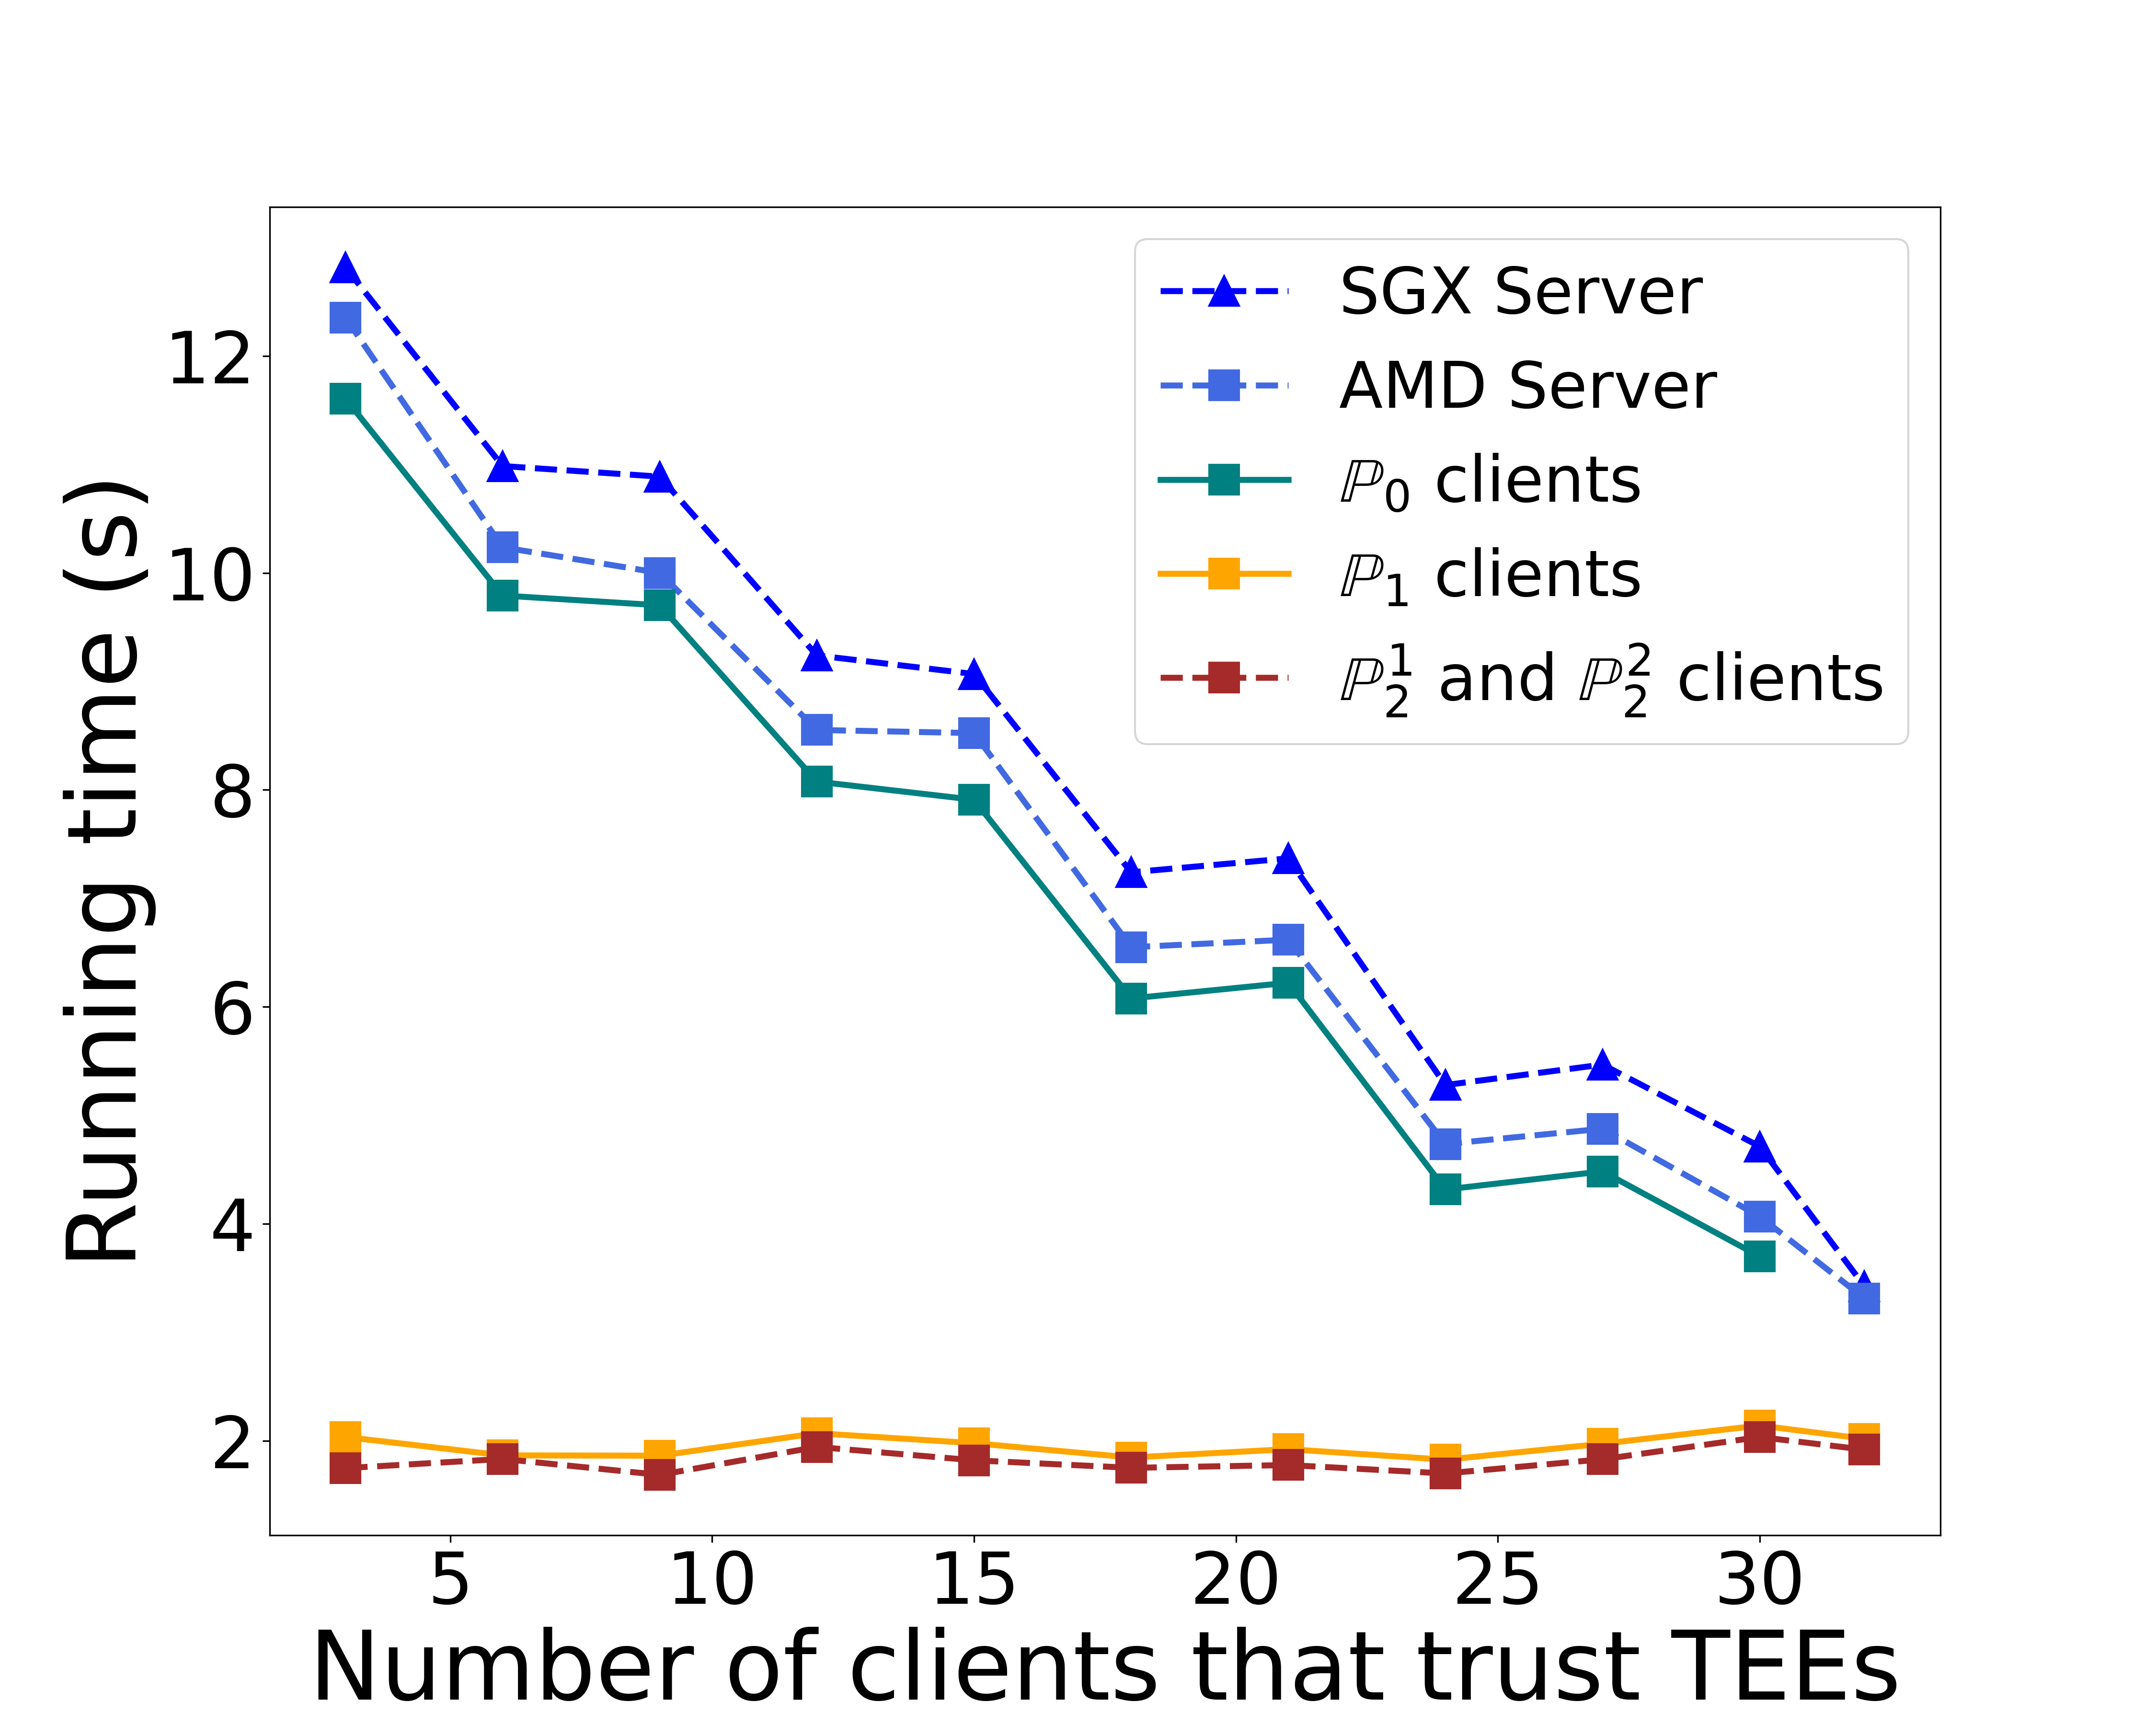 SGX Server
AMD Server
ℙ₀ clients
ℙ₁ clients
ℙ₂¹ and ℙ₂² clients
Running time (s)
12
10
8
6
4
2
5 10 15 20 25 30
Number of clients that trust TEEs